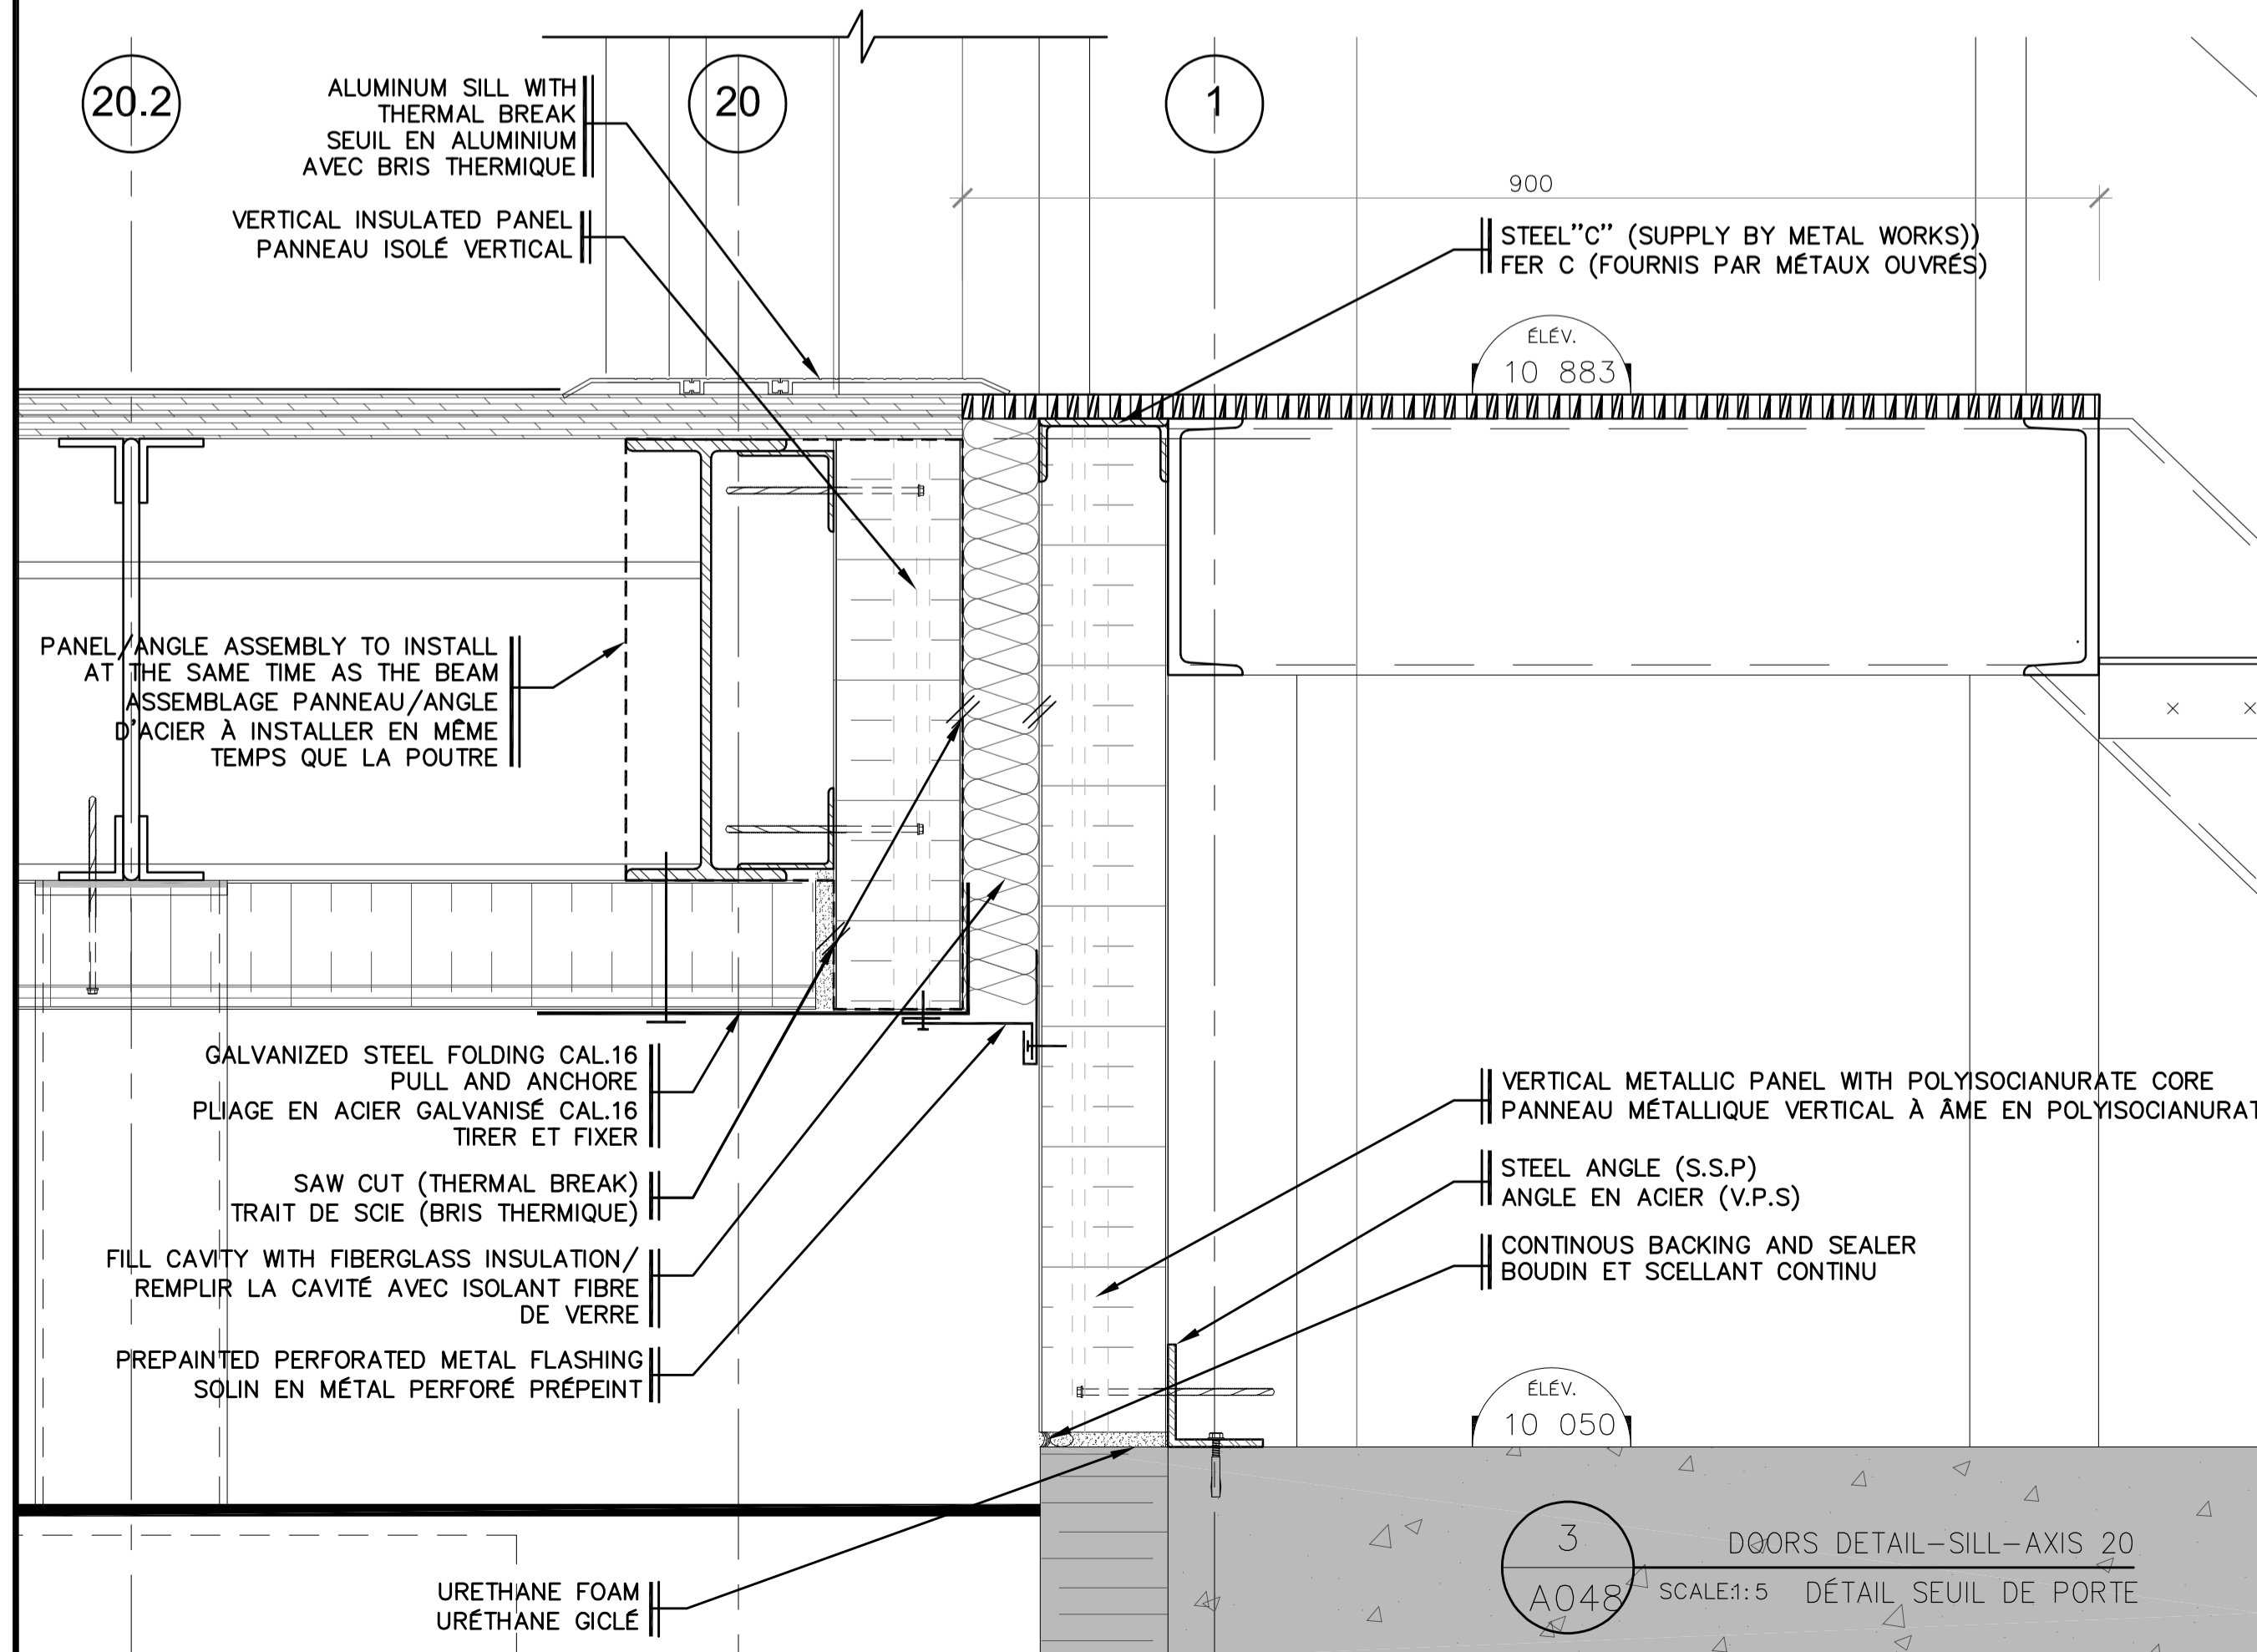 20.2
20
1
ALUMINUM SILL WITH
THERMAL BREAK
SEUIL EN ALUMINIUM
AVEC BRIS THERMIQUE
VERTICAL INSULATED PANEL
PANNEAU ISOLÉ VERTICAL
900
STEEL"C" (SUPPLY BY METAL WORKS))
FER C (FOURNIS PAR MÉTAUX OUVRÉS)
ÉLÉV.
10 883
PANEL/ANGLE ASSEMBLY TO INSTALL
AT THE SAME TIME AS THE BEAM
ASSEMBLAGE PANNEAU/ANGLE
D'ACIER À INSTALLER EN MÊME
TEMPS QUE LA POUTRE
GALVANIZED STEEL FOLDING CAL.16
PULL AND ANCHORE
PLIAGE EN ACIER GALVANISÉ CAL.16
TIRER ET FIXER
SAW CUT (THERMAL BREAK)
TRAIT DE SCIE (BRIS THERMIQUE)
FILL CAVITY WITH FIBERGLASS INSULATION/
REMPLIR LA CAVITÉ AVEC ISOLANT FIBRE
DE VERRE
PREPAINTED PERFORATED METAL FLASHING
SOLIN EN MÉTAL PERFORÉ PRÉPEINT
URETHANE FOAM
URÉTHANE GICLÉ
VERTICAL METALLIC PANEL WITH POLYISOCIANURATE CORE
PANNEAU MÉTALLIQUE VERTICAL À ÂME EN POLYISOCIANURAT
STEEL ANGLE (S.S.P)
ANGLE EN ACIER (V.P.S)
CONTINOUS BACKING AND SEALER
BOUDIN ET SCELLANT CONTINU
ÉLÉV.
10 050
3
A048
DOORS DETAIL-SILL-AXIS 20
SCALE:1:5 DÉTAIL SEUIL DE PORTE